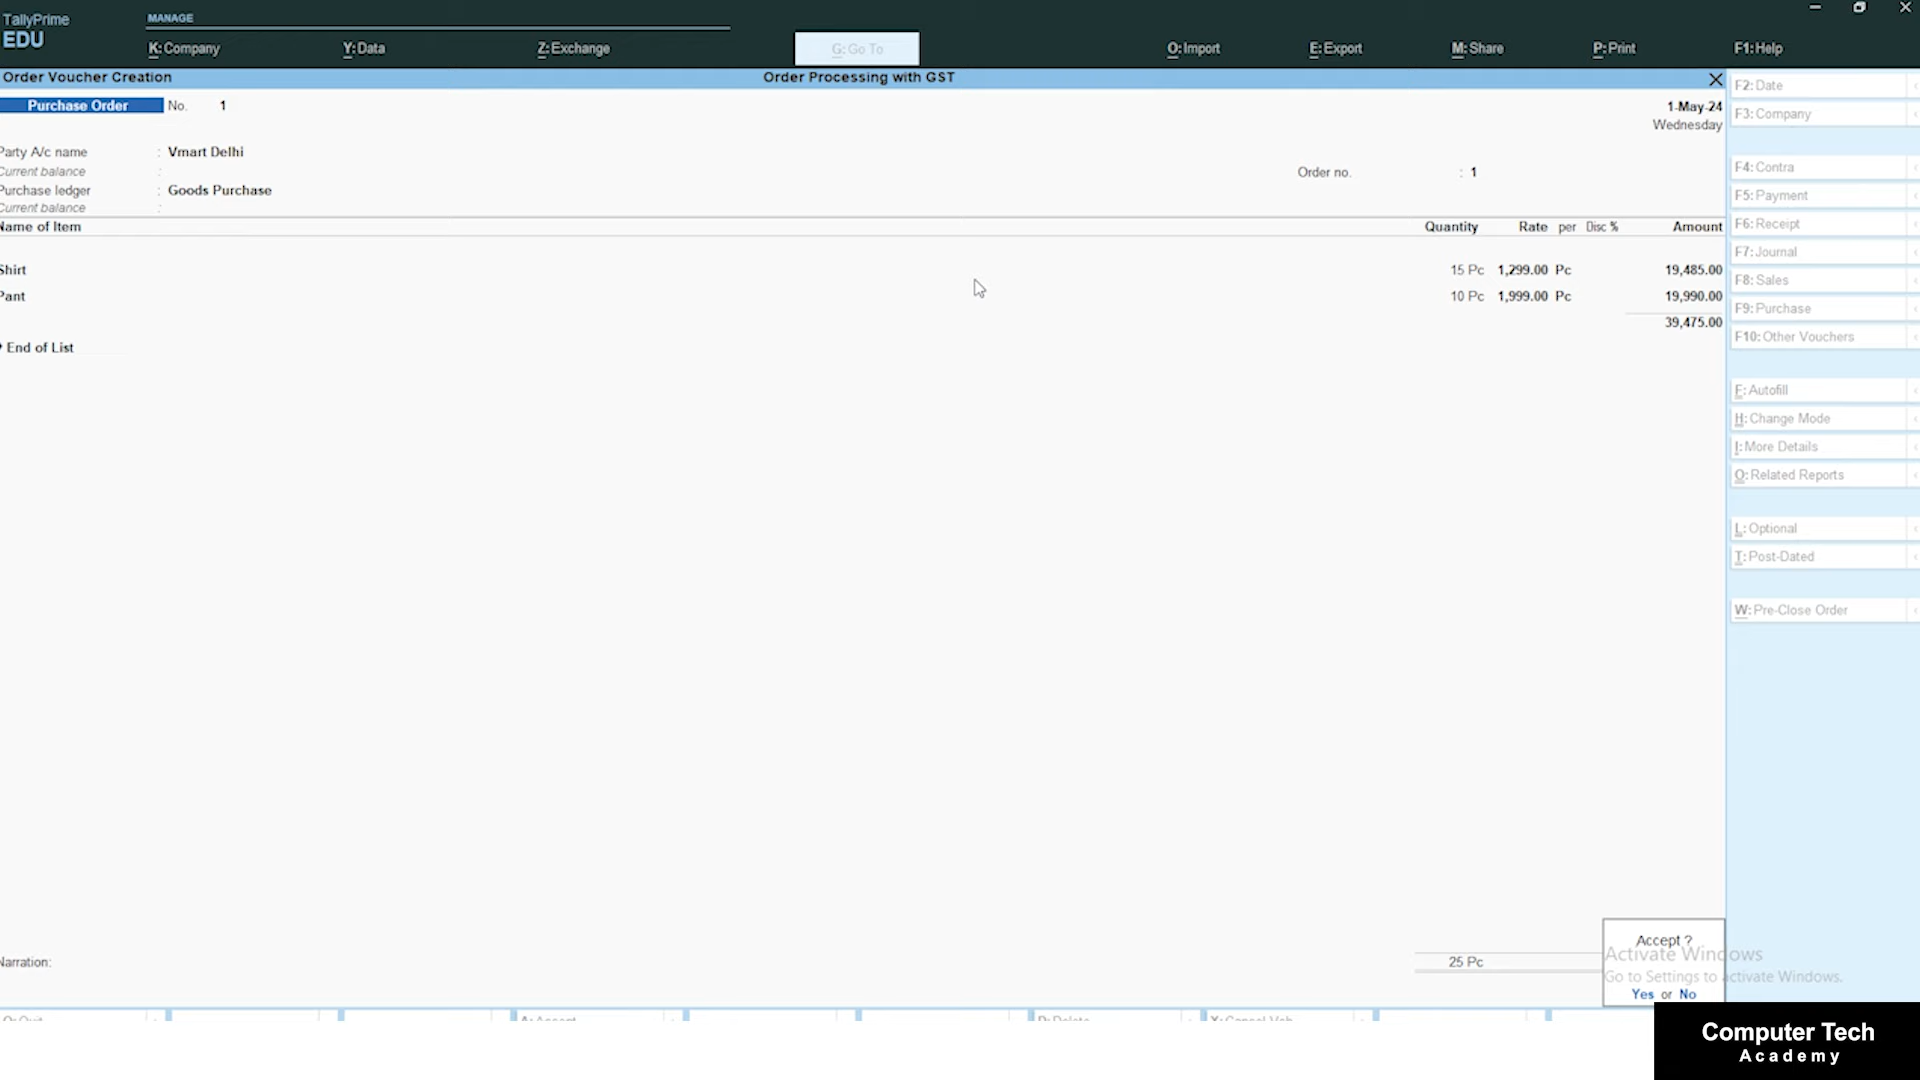 TallyPrime
EDU
MANAGE
K: Company Y: Data Z: Exchange G: Go To O: Import E: Export M: Share P: Print F1: Help
Order Voucher Creation Order Processing with GST
Purchase Order No. 1 1-May-24
Wednesday
Party A/c name : Vmart Delhi
Current balance : Order no. : 1
Purchase ledger : Goods Purchase
Current balance :
Name of Item Quantity Rate per Disc % Amount
Shirt 15 Pc 1,299.00 Pc 19,485.00
Pant 10 Pc 1,999.00 Pc 19,990.00
39,475.00
End of List
Narration: 25 Pc
Accept ?
Yes or No
F2: Date
F3: Company
F4: Contra
F5: Payment
F6: Receipt
F7: Journal
F8: Sales
F9: Purchase
F10: Other Vouchers
F: Autofill
H: Change Mode
I: More Details
O: Related Reports
L: Optional
T: Post-Dated
W: Pre-Close Order
Activate Windows
Go to Settings to activate Windows.
Computer Tech
Academy